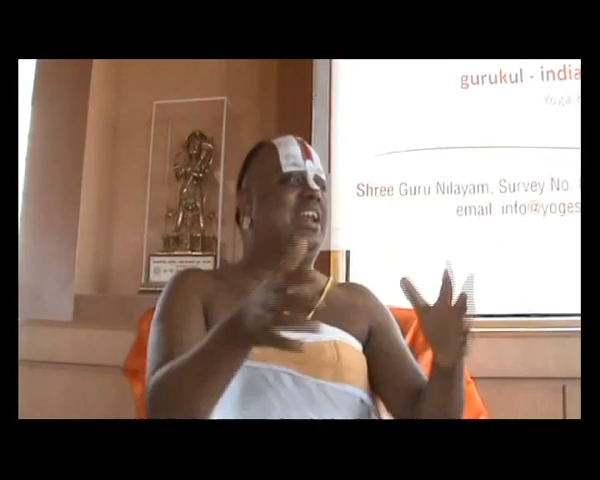 gurukul - india
Yoga
Shree Guru Nilayam, Survey No.
email: info@yoges